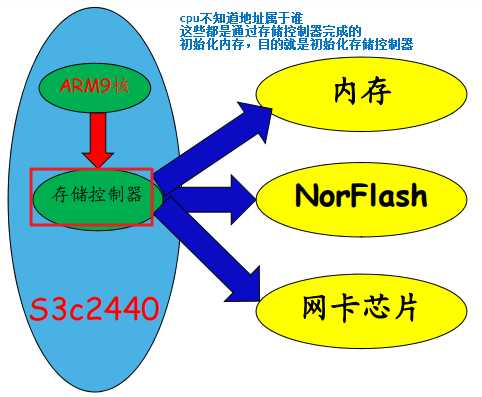 cpu不知道地址属于谁
这些都是通过存储控制器完成的
初始化内存，目的就是初始化存储控制器
ARM9核
内存
存储控制器
NorFlash
S3c2440
网卡芯片